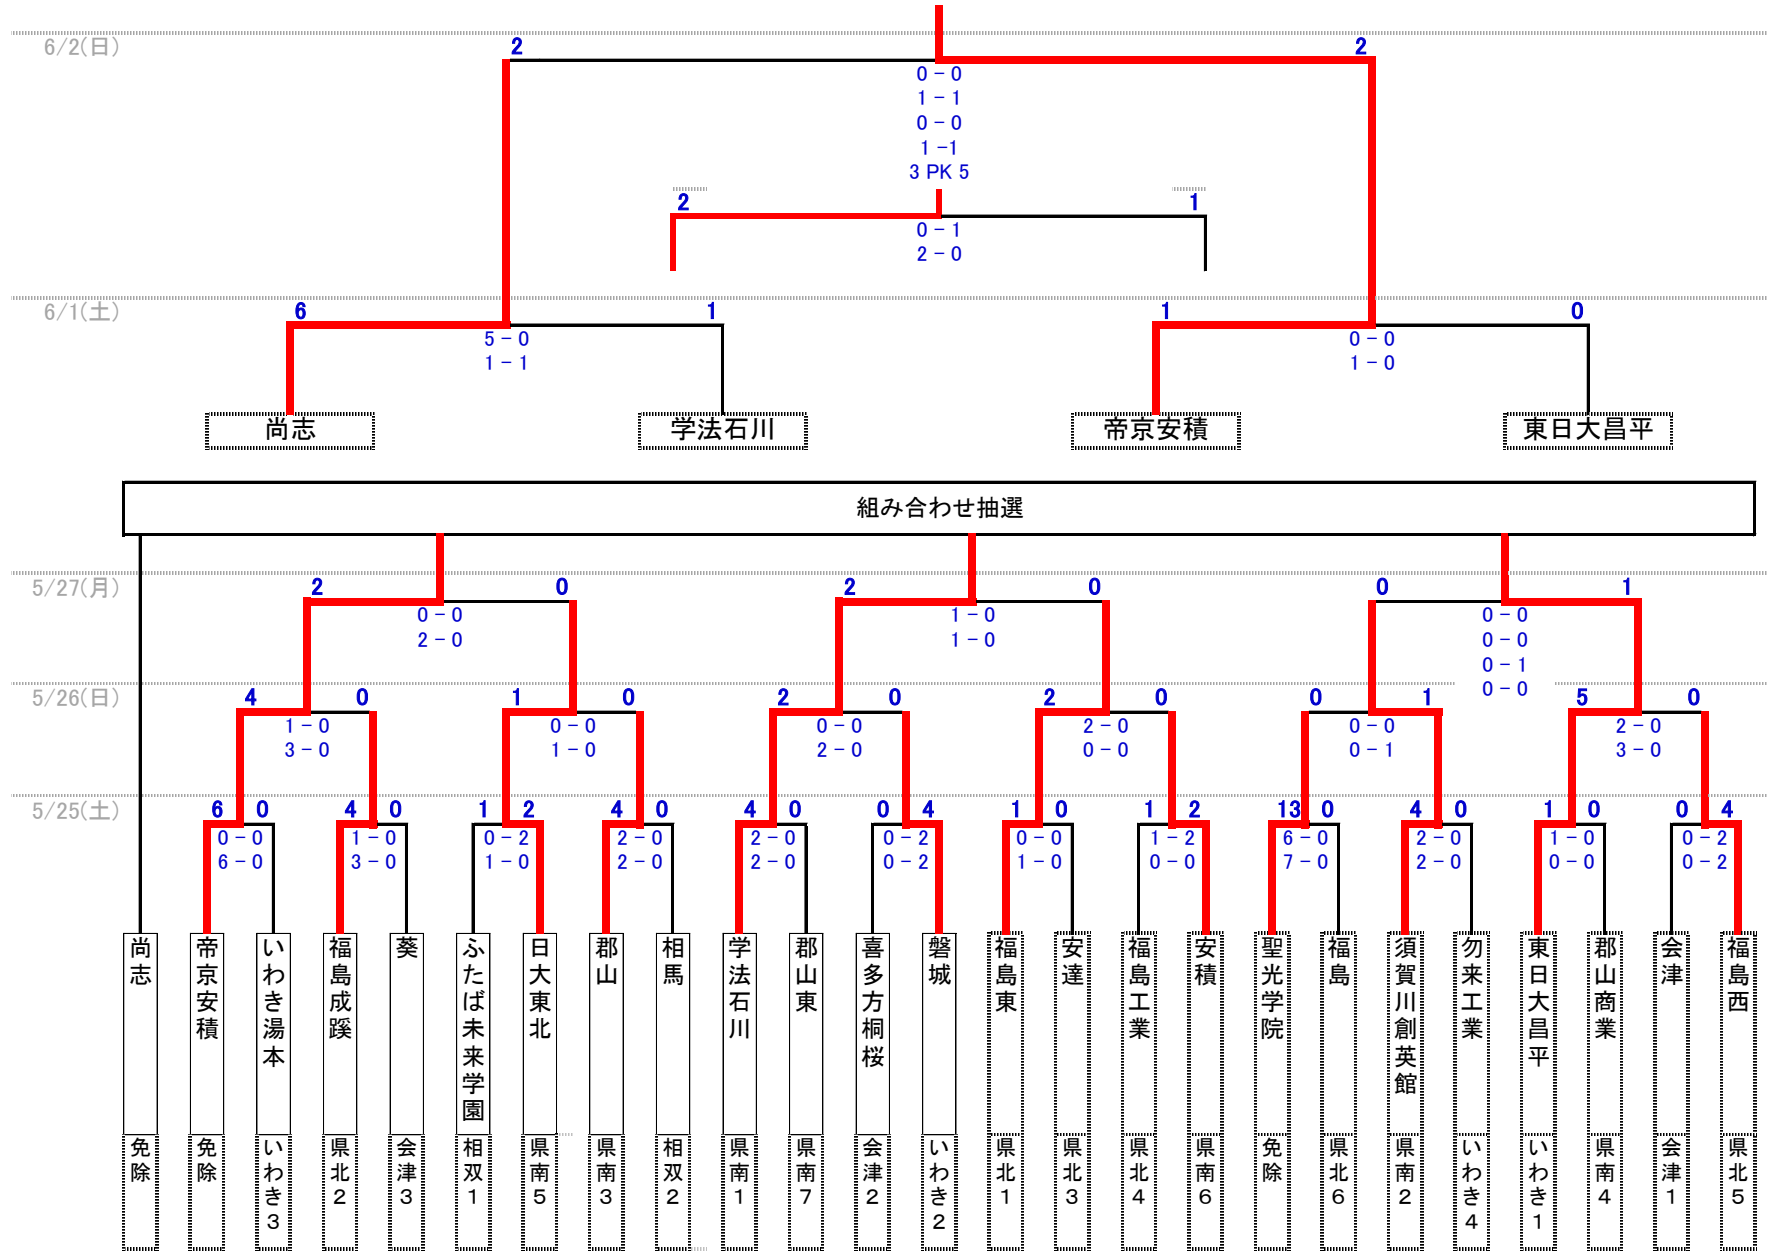 6/2(日)
2 2
0－0
1－1
0－0
1－1
3 PK 5
2 1
0－1
2－0
6/1(土)
6 1 1 0
5－0 0－0
1－1 1－0
尚志 学法石川 帝京安積 東日大昌平
組み合わせ抽選
5/27(月)
2 0 2 0 0 1
0－0 1－0 0－0
2－0 1－0 0－0
0－1
0－0
5/26(日)
4 0 1 0 2 0 2 0 0 1 5 0
1－0 0－0 0－0 2－0 0－0 2－0
3－0 1－0 2－0 0－0 0－1 3－0
5/25(土)
6 0 4 0 1 2 4 0 4 0 0 4 1 0 1 2 13 0 4 0 1 0 0 4
0－0 1－0 0－2 2－0 2－0 0－2 0－0 1－2 6－0 2－0 1－0 0－2
6－0 3－0 1－0 2－0 2－0 0－2 1－0 0－0 7－0 2－0 0－0 0－2
尚志
帝京安積
いわき湯本
福島成蹊
葵
ふたば未来学園
日大東北
郡山
相馬
学法石川
郡山東
喜多方桐桜
磐城
福島東
安達
福島工業
安積
聖光学院
福島
須賀川創英館
勿来工業
東日大昌平
郡山商業
会津
福島西
免除
免除
いわき3
県北2
会津3
相双1
県南5
県南3
相双2
県南1
県南7
会津2
いわき2
県北1
県北3
県北4
県南6
免除
県北6
県南2
いわき4
いわき1
県南4
会津1
県北5